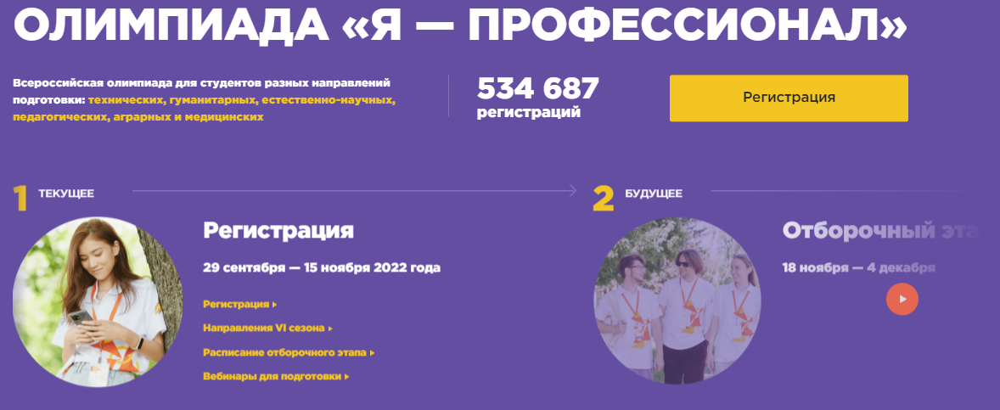 ОЛИМПИАДА «Я — ПРОФЕССИОНАЛ»
Всероссийская олимпиада для студентов разных направлений
подготовки: технических, гуманитарных, естественно-научных,
педагогических, аграрных и медицинских
534 687
регистраций
Регистрация
1 ТЕКУЩЕЕ
Регистрация
29 сентября — 15 ноября 2022 года
Регистрация
Направления VI сезона
Расписание отборочного этапа
Вебинары для подготовки
2 БУДУЩЕЕ
Отборочный эта
18 ноября — 4 декабря